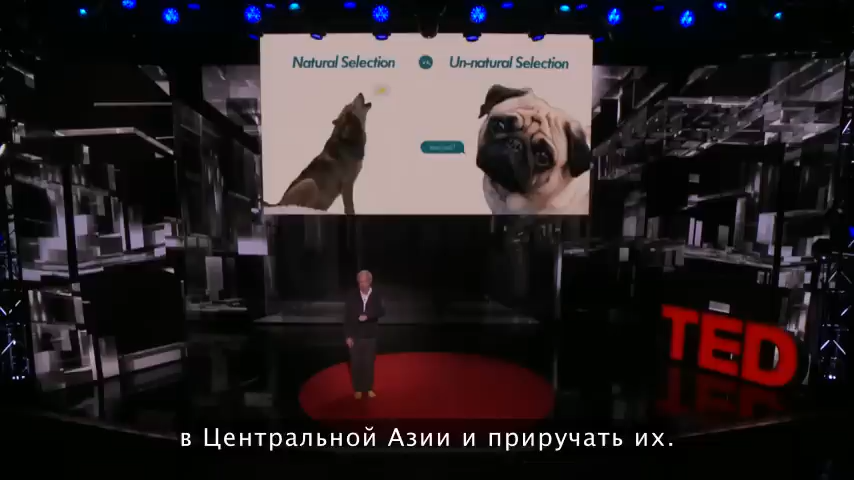 Natural Selection
vs.
Un-natural Selection
TED
в Центральной Азии и приручать их.